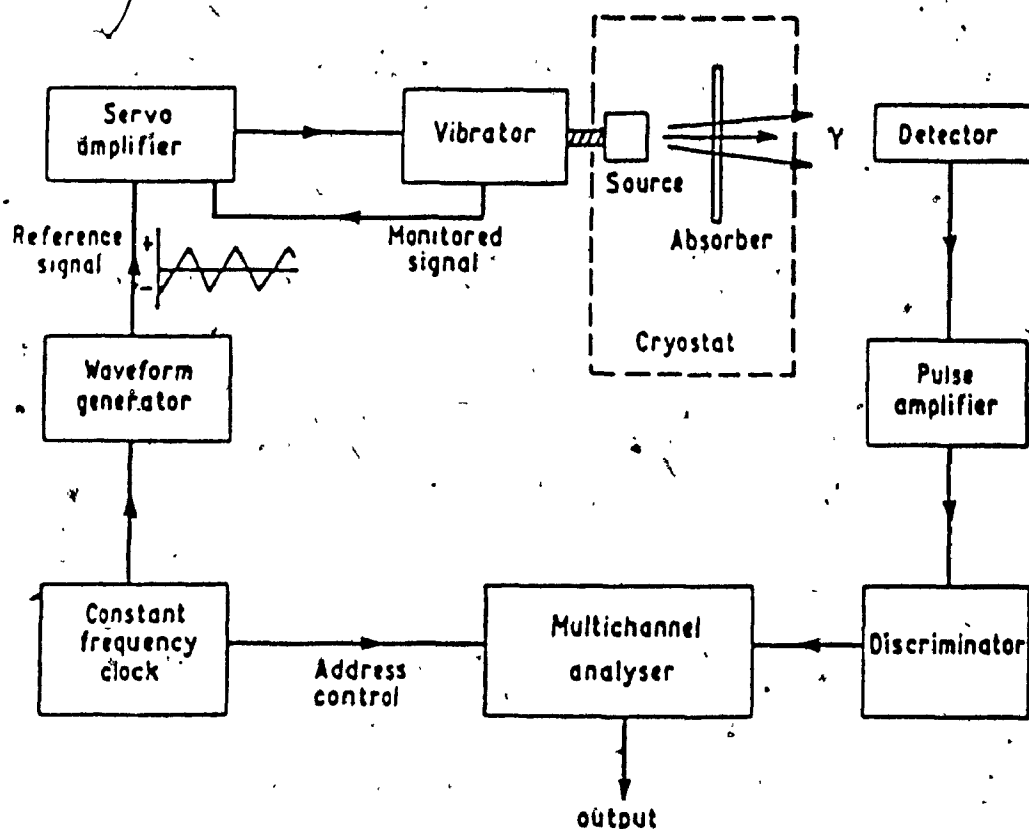 Servo
amplifier
Vibrator
Source
Absorber
γ
Detector
Reference
signal
+
−
Monitored
signal
Cryostat
Waveform
generator
Pulse
amplifier
Constant
frequency
clock
Address
control
Multichannel
analyser
Discriminator
output